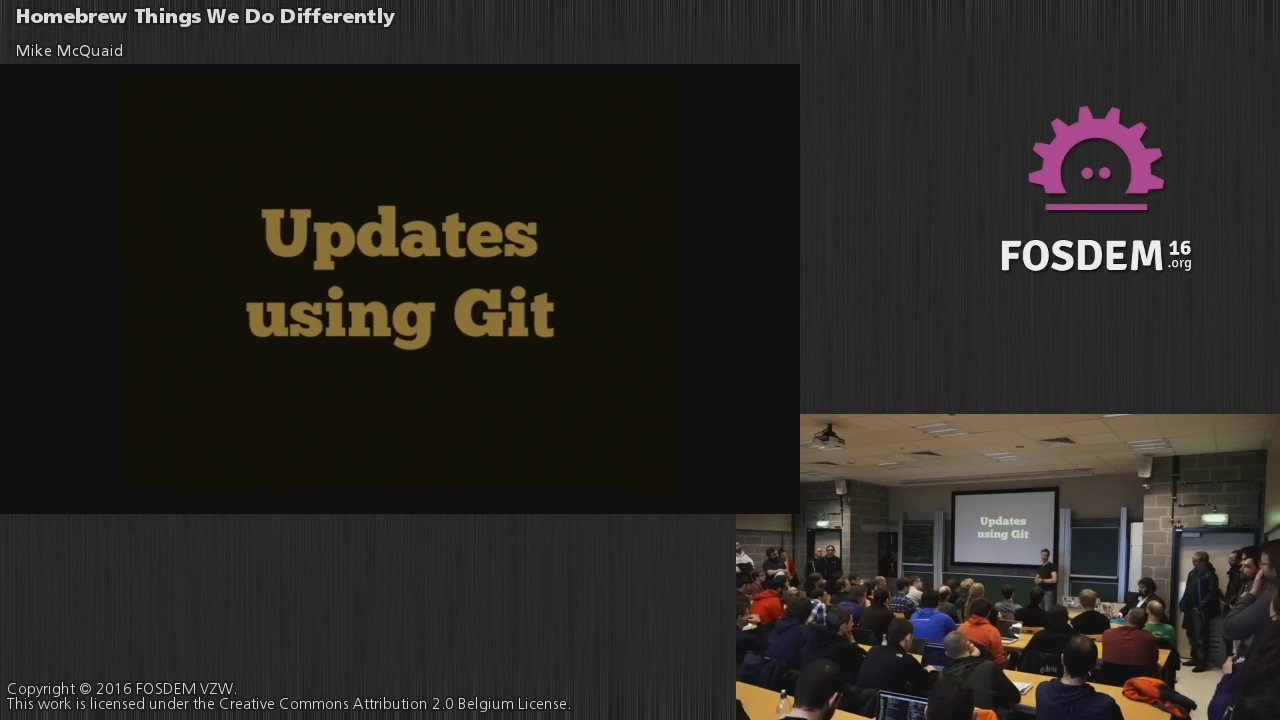 Homebrew Things We Do Differently
Mike McQuaid
Updates
using Git
FOSDEM 16
.org
Updates
using Git
Copyright © 2016 FOSDEM VZW.
This work is licensed under the Creative Commons Attribution 2.0 Belgium License.